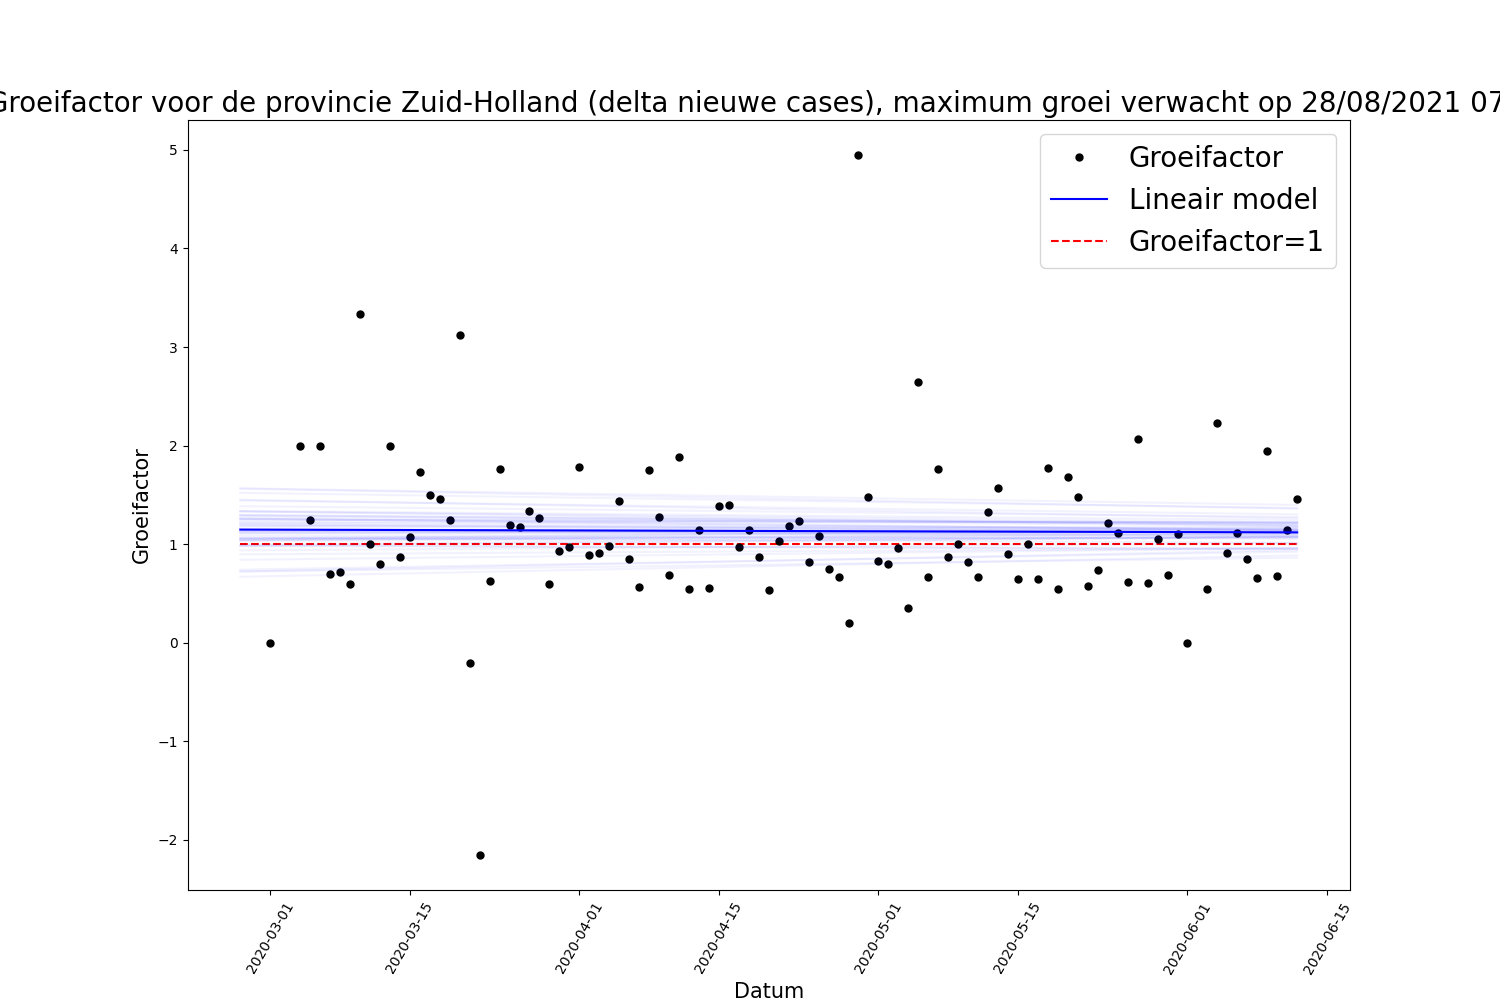 Groeifactor voor de provincie Zuid-Holland (delta nieuwe cases), maximum groei verwacht op 28/08/2021 07
Groeifactor
Lineair model
Groeifactor=1
5
4
3
2
1
0
−1
−2
Groeifactor
2020-03-01
2020-03-15
2020-04-01
2020-04-15
2020-05-01
2020-05-15
2020-06-01
2020-06-15
Datum